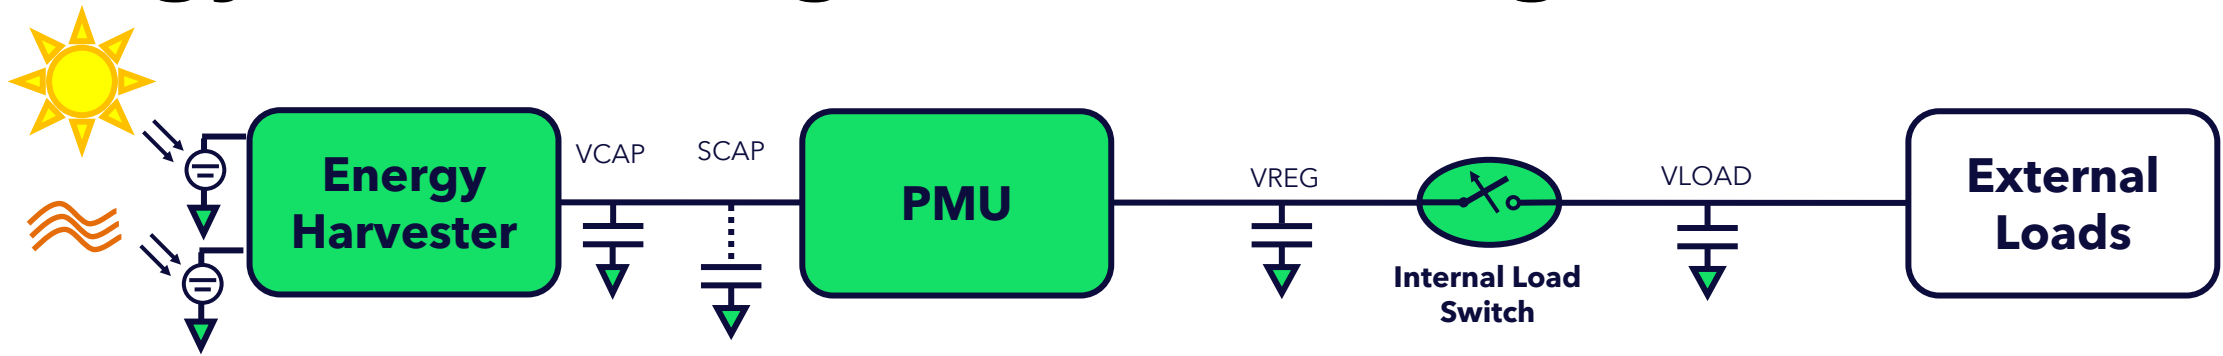 Energy
Harvester
VCAP
SCAP
PMU
VREG
Internal Load
Switch
VLOAD
External
Loads